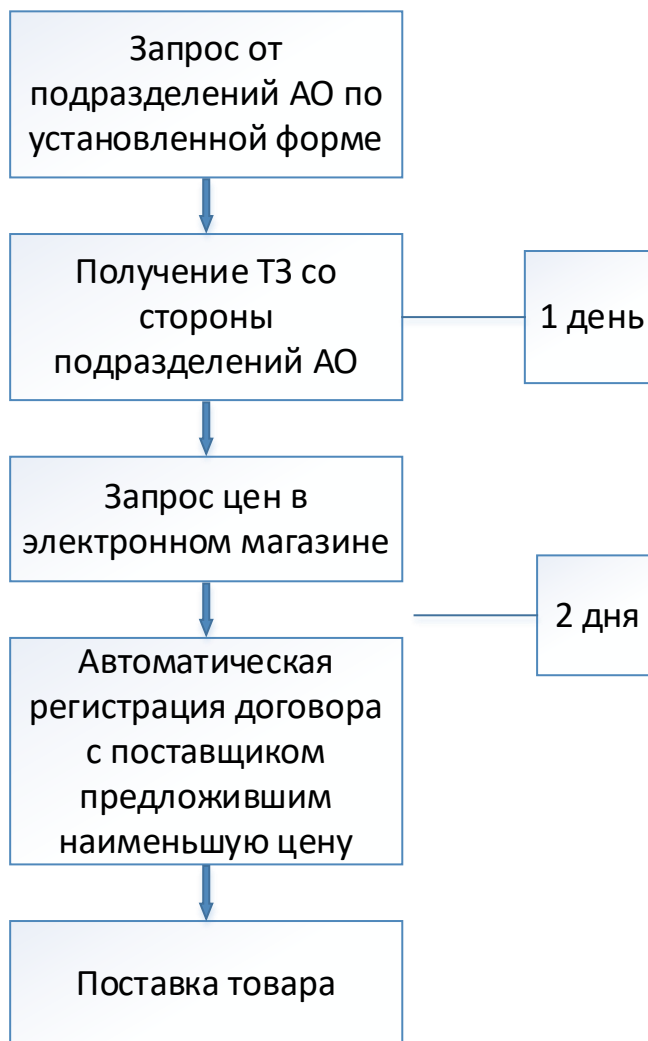 Запрос от
подразделений АО по
установленной форме
Получение ТЗ со
стороны
подразделений АО
1 день
Запрос цен в
электронном магазине
2 дня
Автоматическая
регистрация договора
с поставщиком
предложившим
наименьшую цену
Поставка товара